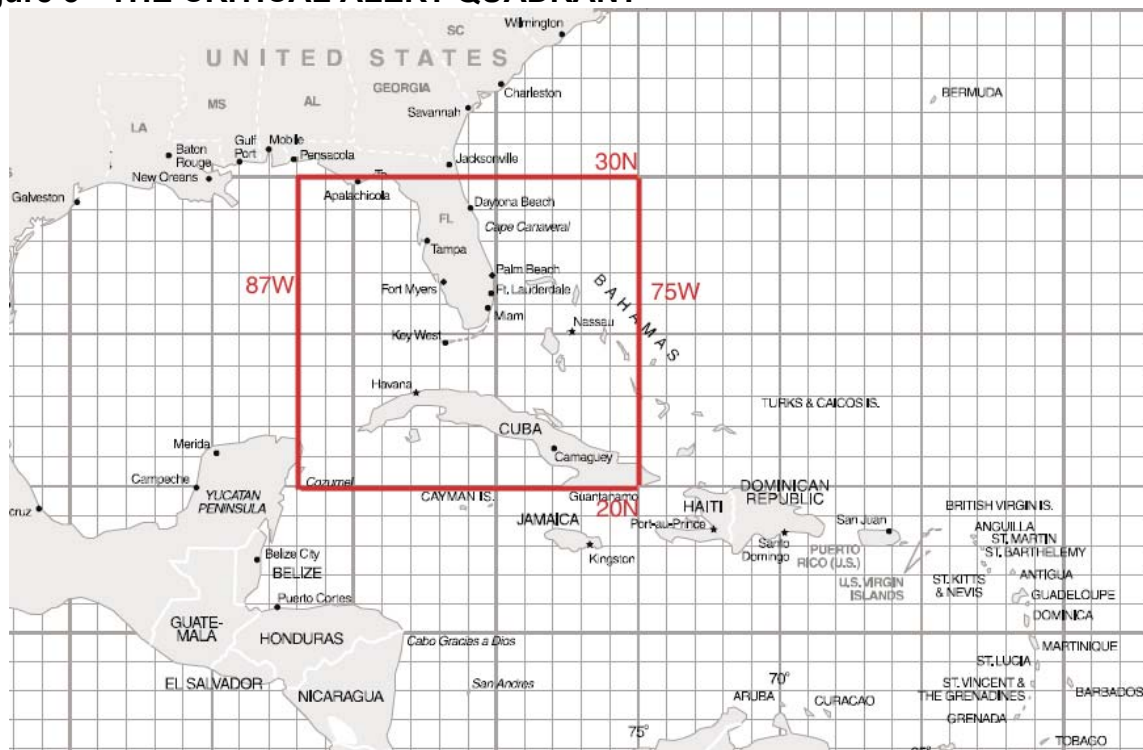 THE CRITICAL ALERT QUADRANT
Wilmington
SC
UNITED STATES
Charleston
GEORGIA
BERMUDA
MS
AL
Savannah
LA
Gulf
Port
Mobile
Baton
Rouge
Pensacola
Jacksonville
30N
New Orleans
Galveston
Apalachicola
Daytona Beach
FL
Cape Canaveral
Tampa
Palm Beach
87W
Fort Myers
Ft. Lauderdale
75W
BAHAMAS
Miam
Nassau
Key West
Havana
TURKS & CAICOS IS.
CUBA
Merida
Camaguey
Campeche
Cozumel
YUCATAN
PENINSULA
CAYMAN IS.
Guantanamo
DOMINICAN
REPUBLIC
20N
HAITI
cruz
JAMAICA
Port-au-Prince
San Juan
BRITISH VIRGIN IS.
ANGUILLA
ST. MARTIN
ST. BARTHELEMY
Kingston
Santo
Domingo
PUERTO
RICO (U.S.)
Belize City
BELIZE
U.S. VIRGIN
ISLANDS
ST. KITTS
& NEVIS
ANTIGUA
GUADELOUPE
Puerto Cortes
DOMINICA
GUATE-
MALA
HONDURAS
Cabo Gracias a Dios
MARTINIQUE
ST. LUCIA
EL SALVADOR
NICARAGUA
San Andres
70°
ST. VINCENT &
THE GRENADINES
BARBADOS
ARUBA
CURACAO
GRENADA
75°
TOBAGO